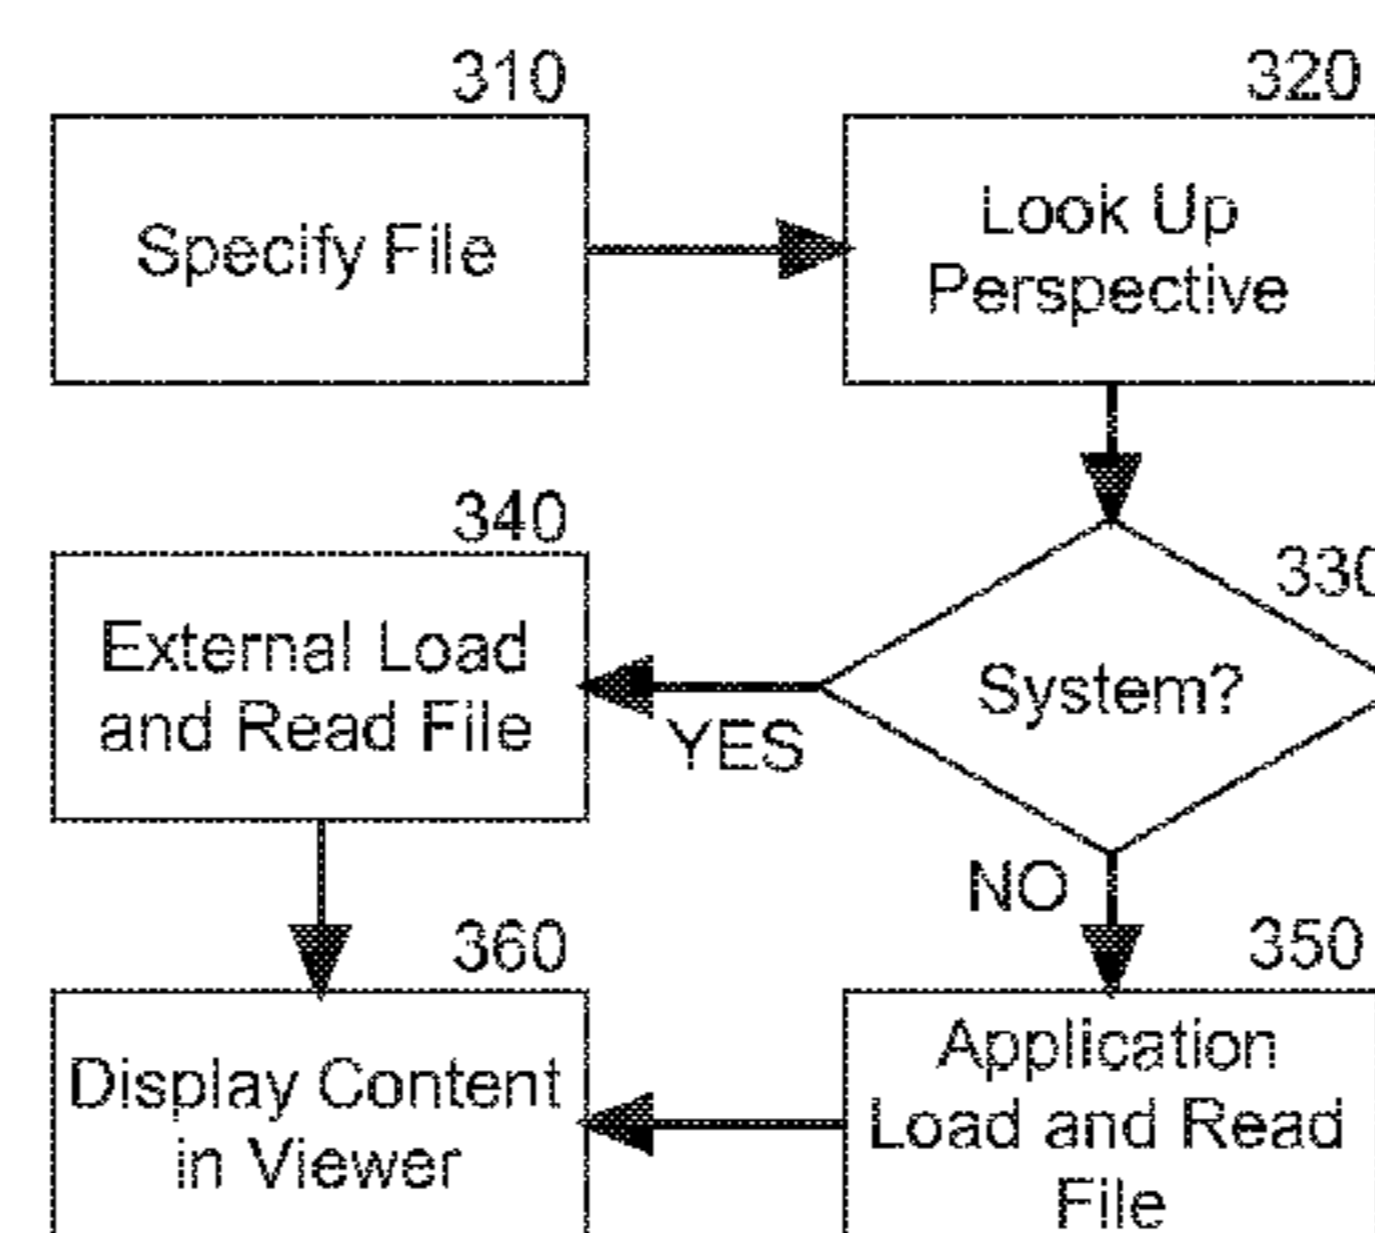 310
Specify File
320
Look Up
Perspective
330
System?
YES
NO
340
External Load
and Read File
350
Application
Load and Read
File
360
Display Content
in Viewer